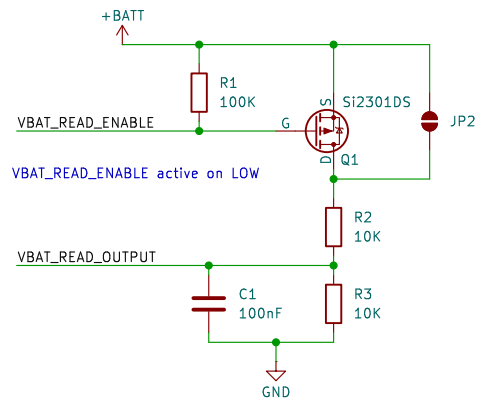 +BATT
R1
100K
S
Si2301DS
G
JP2
VBAT_READ_ENABLE
D
Q1
VBAT_READ_ENABLE active on LOW
R2
10K
VBAT_READ_OUTPUT
C1
100nF
R3
10K
GND